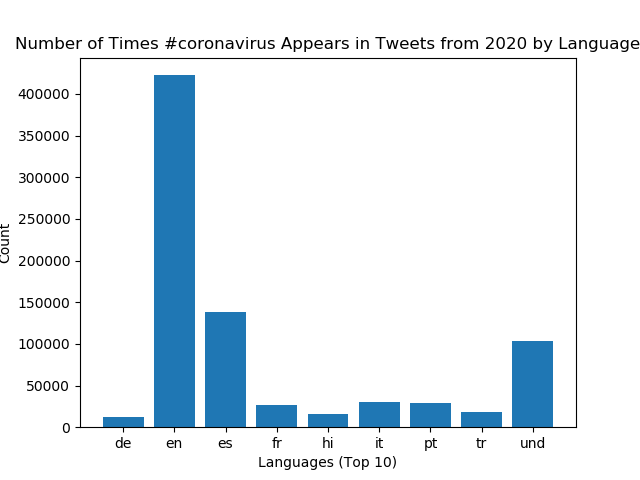 Number of Times #coronavirus Appears in Tweets from 2020 by Language
400000
350000
300000
250000
200000
150000
100000
50000
0
Count
de en es fr hi it pt tr und
Languages (Top 10)